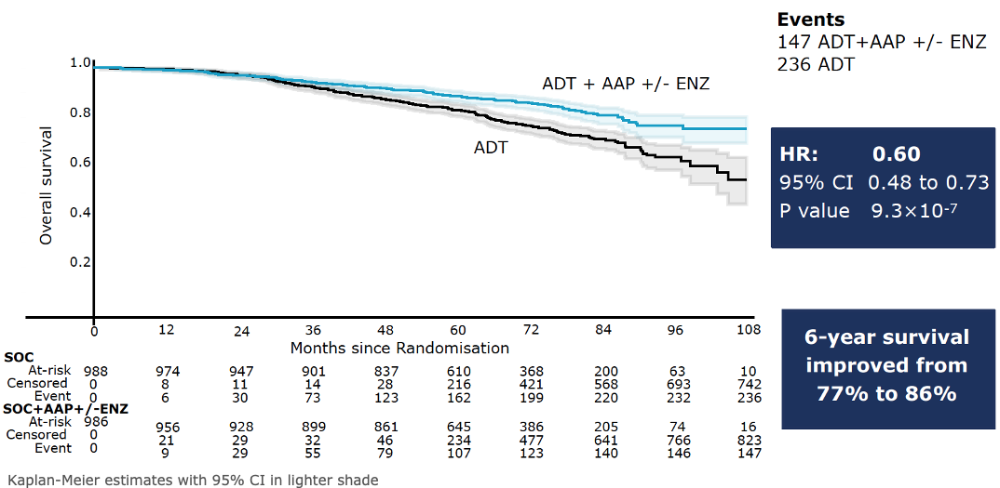 Events
147 ADT+AAP +/- ENZ
236 ADT
1.0
0.8
0.6
0.4
0.2
Overall survival
ADT + AAP +/- ENZ
ADT
HR: 0.60
95% CI 0.48 to 0.73
P value 9.3×10⁻⁷
6-year survival
improved from
77% to 86%
0 12 24 36 48 60 72 84 96 108
Months since Randomisation
SOC
At-risk 988 974 947 901 837 610 368 200 63 10
Censored 0 8 11 14 28 216 421 568 693 742
Event 0 6 30 73 123 162 199 220 232 236
SOC+AAP+/-ENZ
At-risk 986 956 928 899 861 645 386 205 74 16
Censored 0 21 29 32 46 234 477 641 766 823
Event 0 9 29 55 79 107 123 140 146 147
Kaplan-Meier estimates with 95% CI in lighter shade